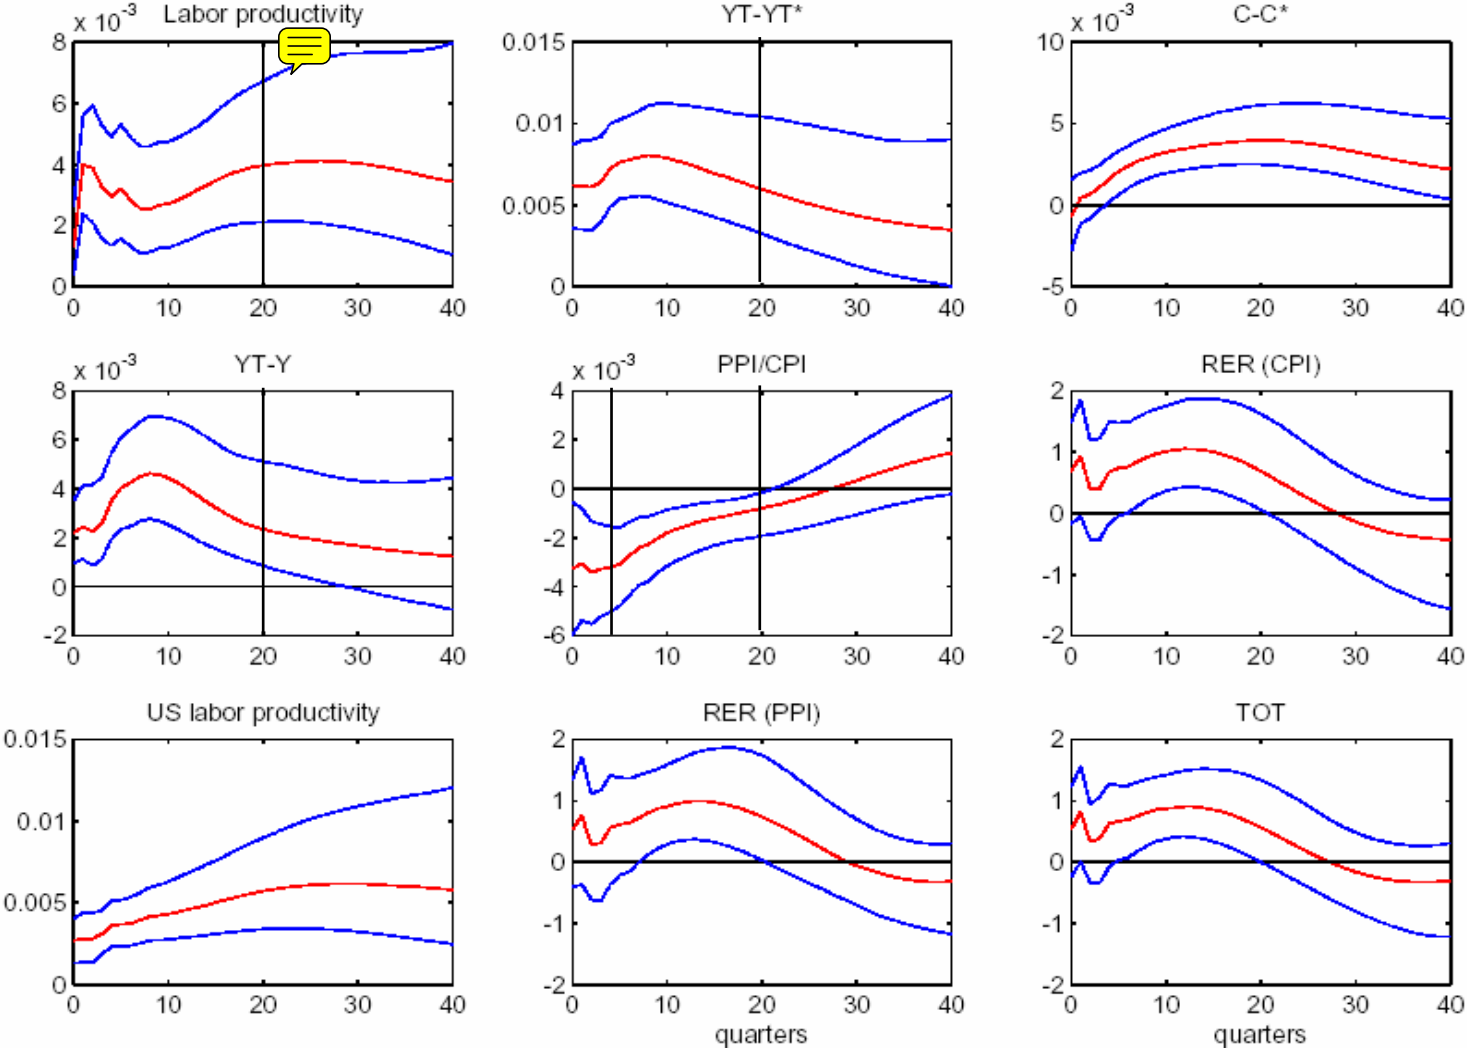 x 10-3 Labor productivity
8
6
4
2
0
0 10 20 30 40
YT-YT*
0.015
0.01
0.005
0
0 10 20 30 40
x 10-3 C-C*
10
5
0
-5
0 10 20 30 40
x 10-3 YT-Y
8
6
4
2
0
-2
0 10 20 30 40
x 10-3 PPI/CPI
4
2
0
-2
-4
-6
0 10 20 30 40
RER (CPI)
2
1
0
-1
-2
0 10 20 30 40
US labor productivity
0.015
0.01
0.005
0
0 10 20 30 40
RER (PPI)
2
1
0
-1
-2
0 10 20 30 40
quarters
TOT
2
1
0
-1
-2
0 10 20 30 40
quarters